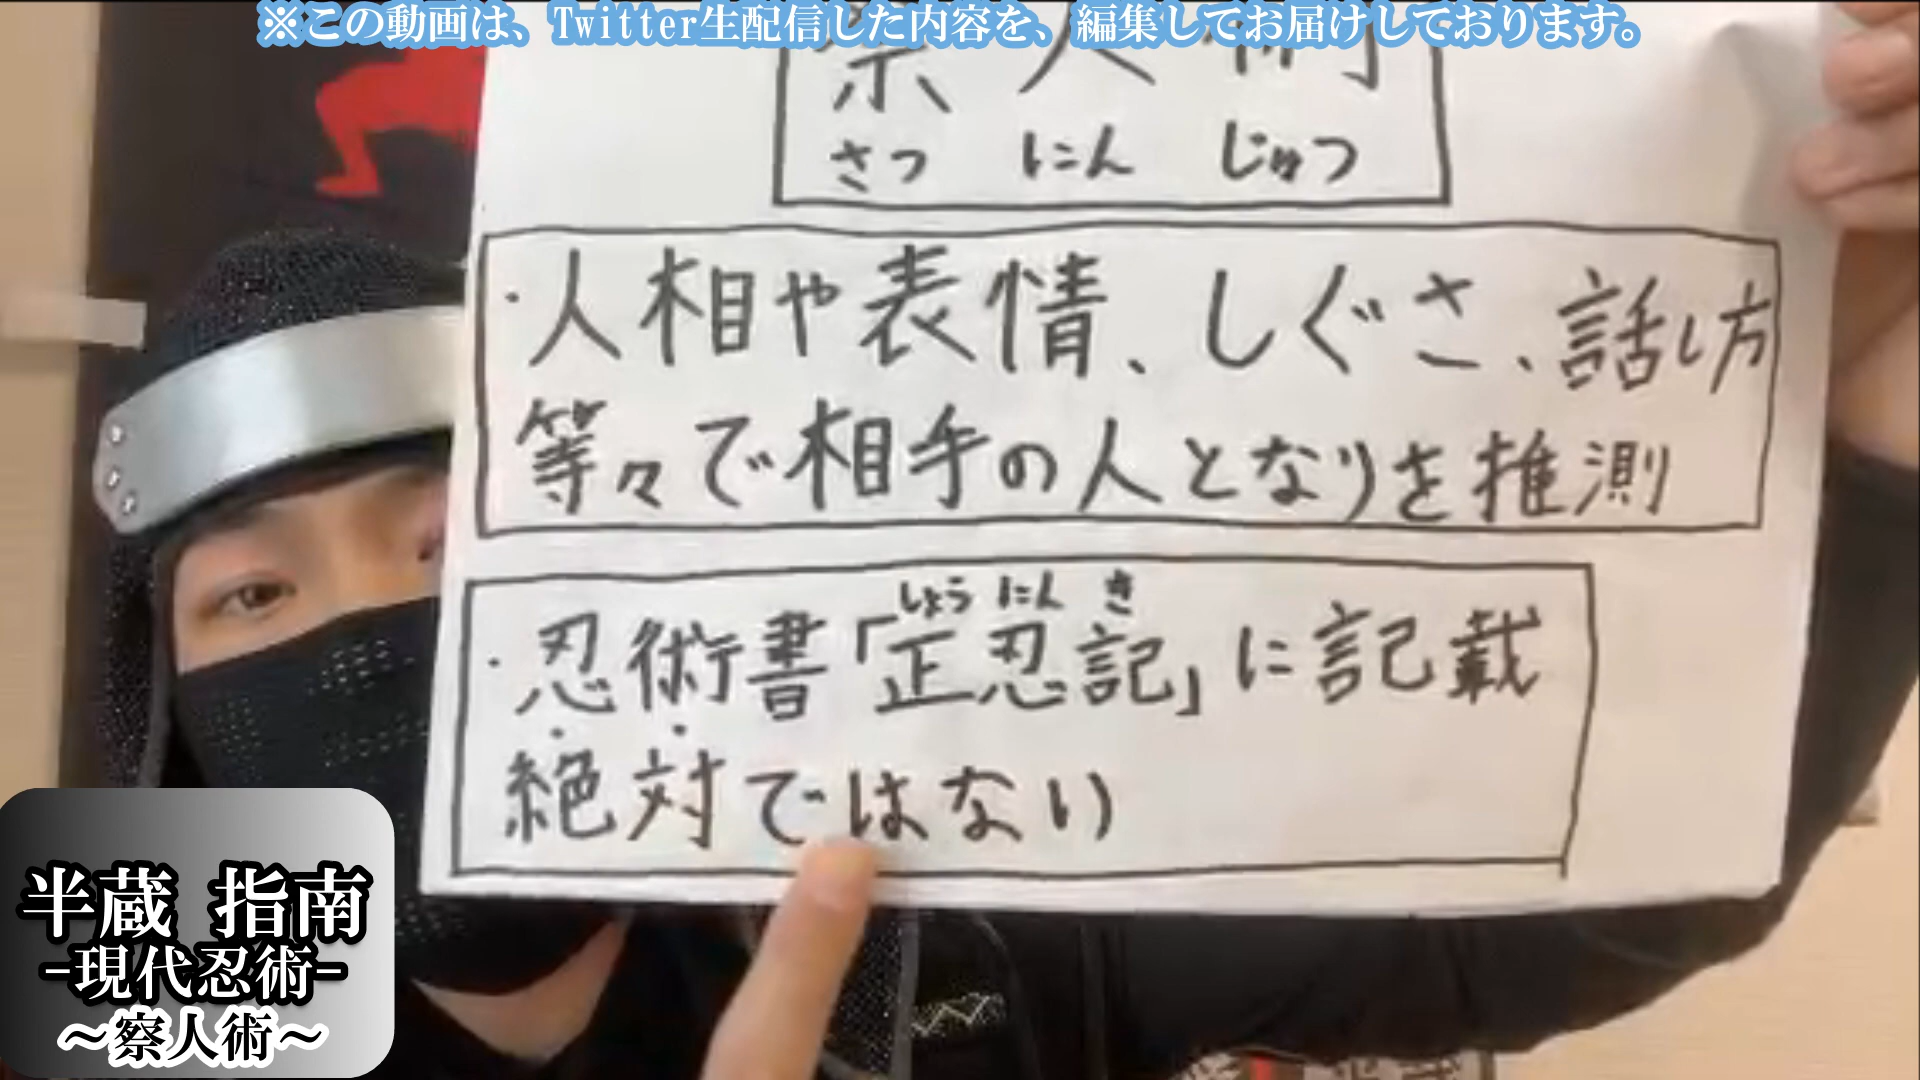 ※この動画は、Twitter生配信した内容を、編集してお届けしております。
察人術
さつ にん じゅつ
・人相や表情、しぐさ、話し方
等々で相手の人となりを推測
しょう にん き
・忍術書「正忍記」に記載
絶対ではない
半蔵 指南
-現代忍術-
～察人術～